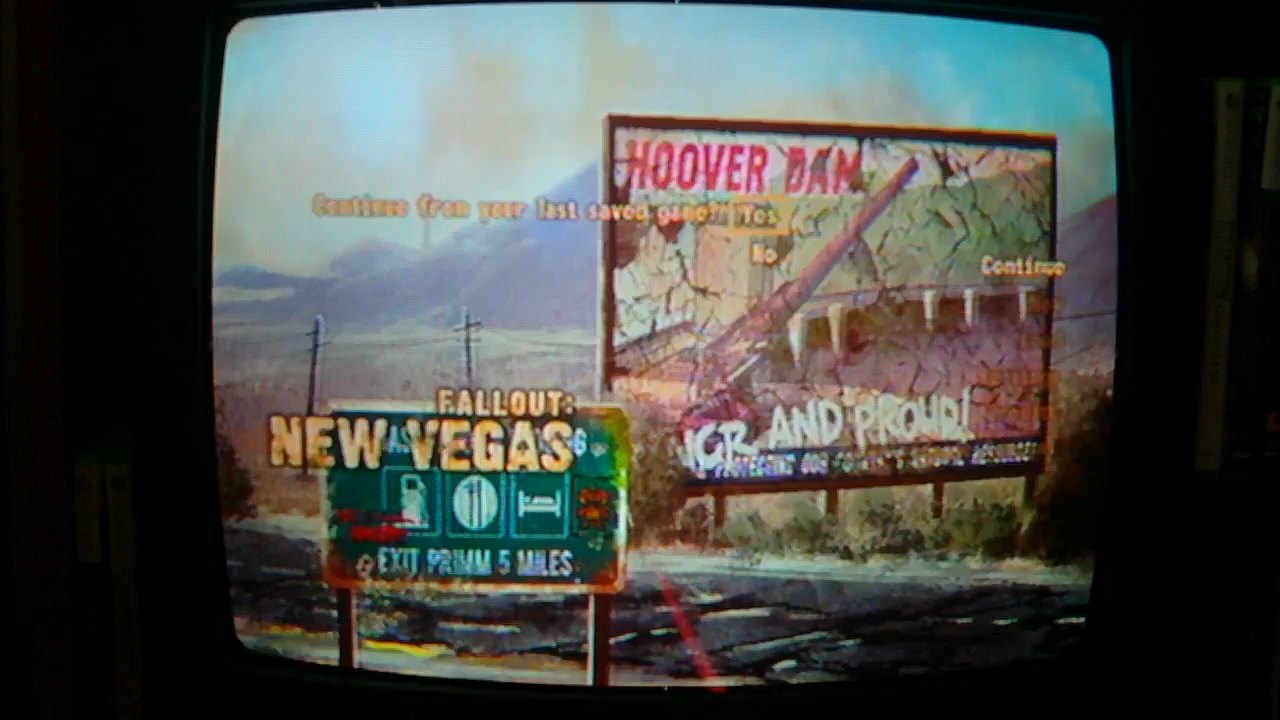 HOOVER DAM
Continue from your last saved game? Yes
No
Continue
FALLOUT:
NEW VEGAS
NCR AND PROUD!
EXIT PRIMM 5 MILES